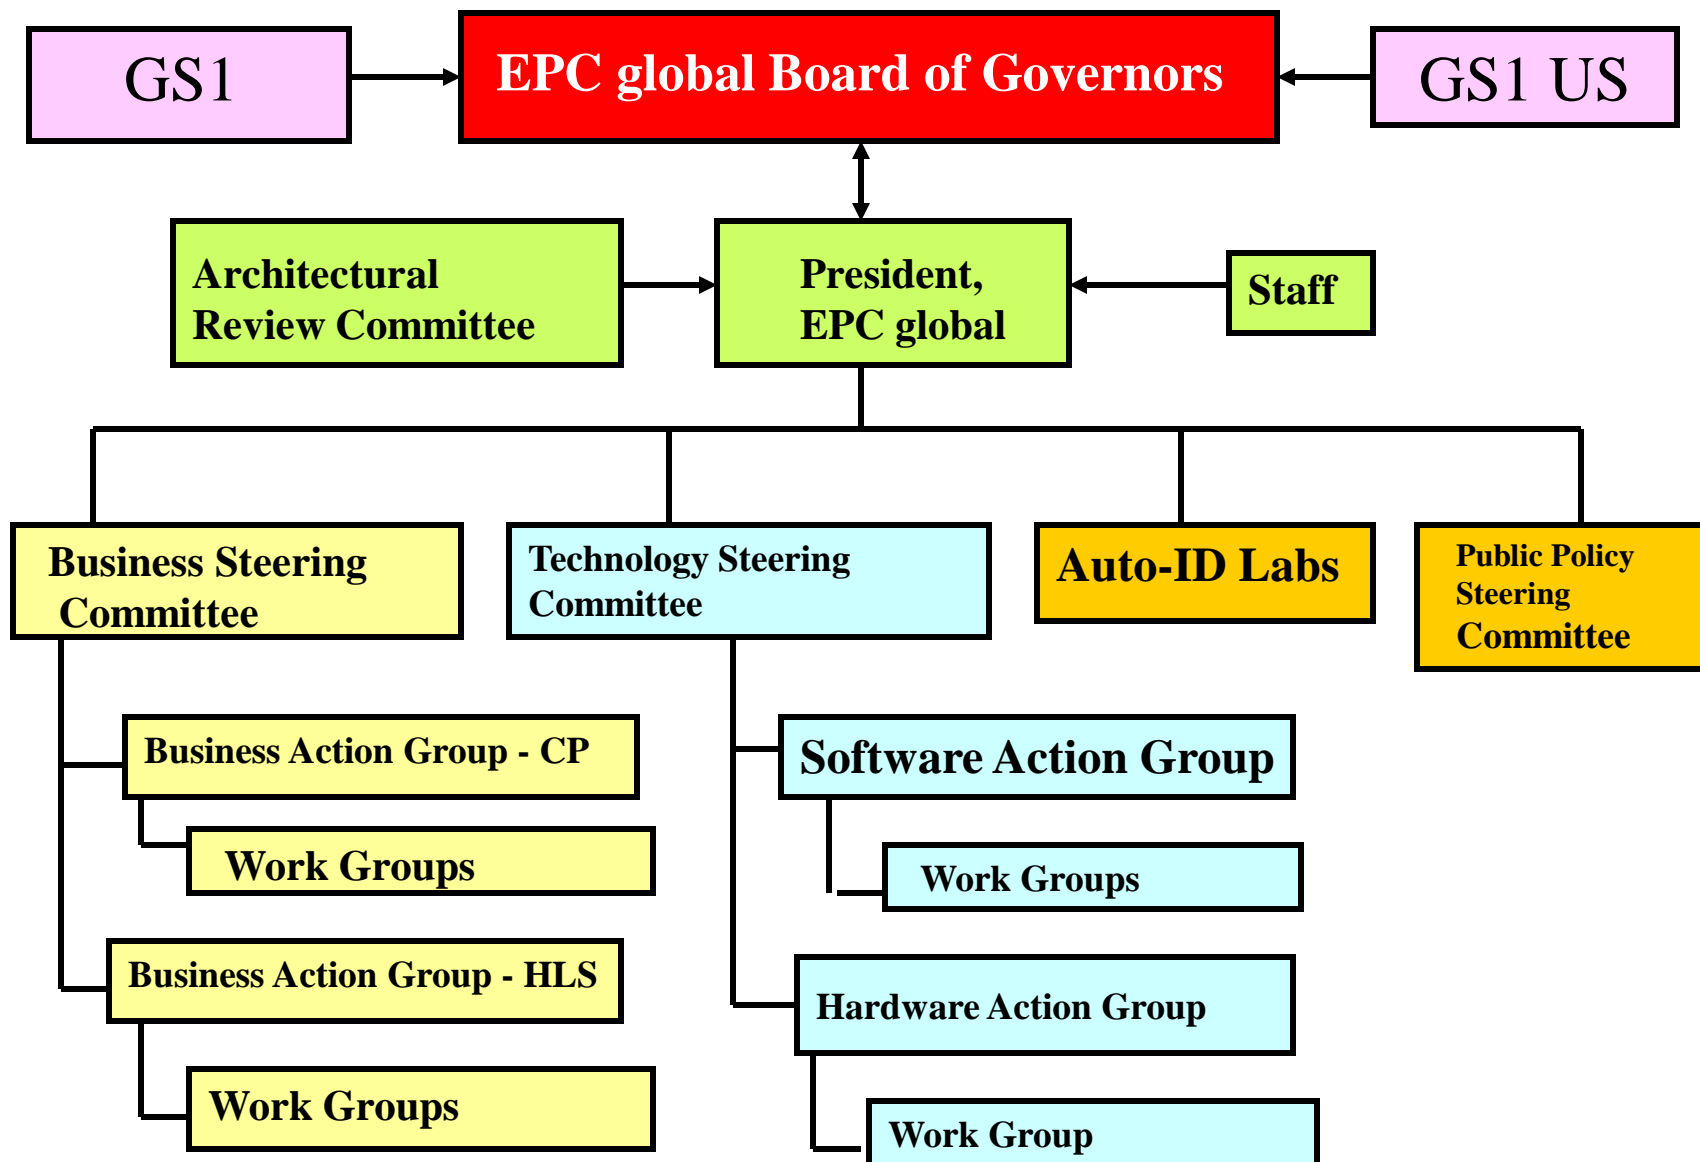 GS1
EPC global Board of Governors
GS1 US
Architectural
Review Committee
President,
EPC global
Staff
Business Steering
Committee
Technology Steering
Committee
Auto-ID Labs
Public Policy
Steering
Committee
Business Action Group - CP
Work Groups
Business Action Group - HLS
Work Groups
Software Action Group
Work Groups
Hardware Action Group
Work Group